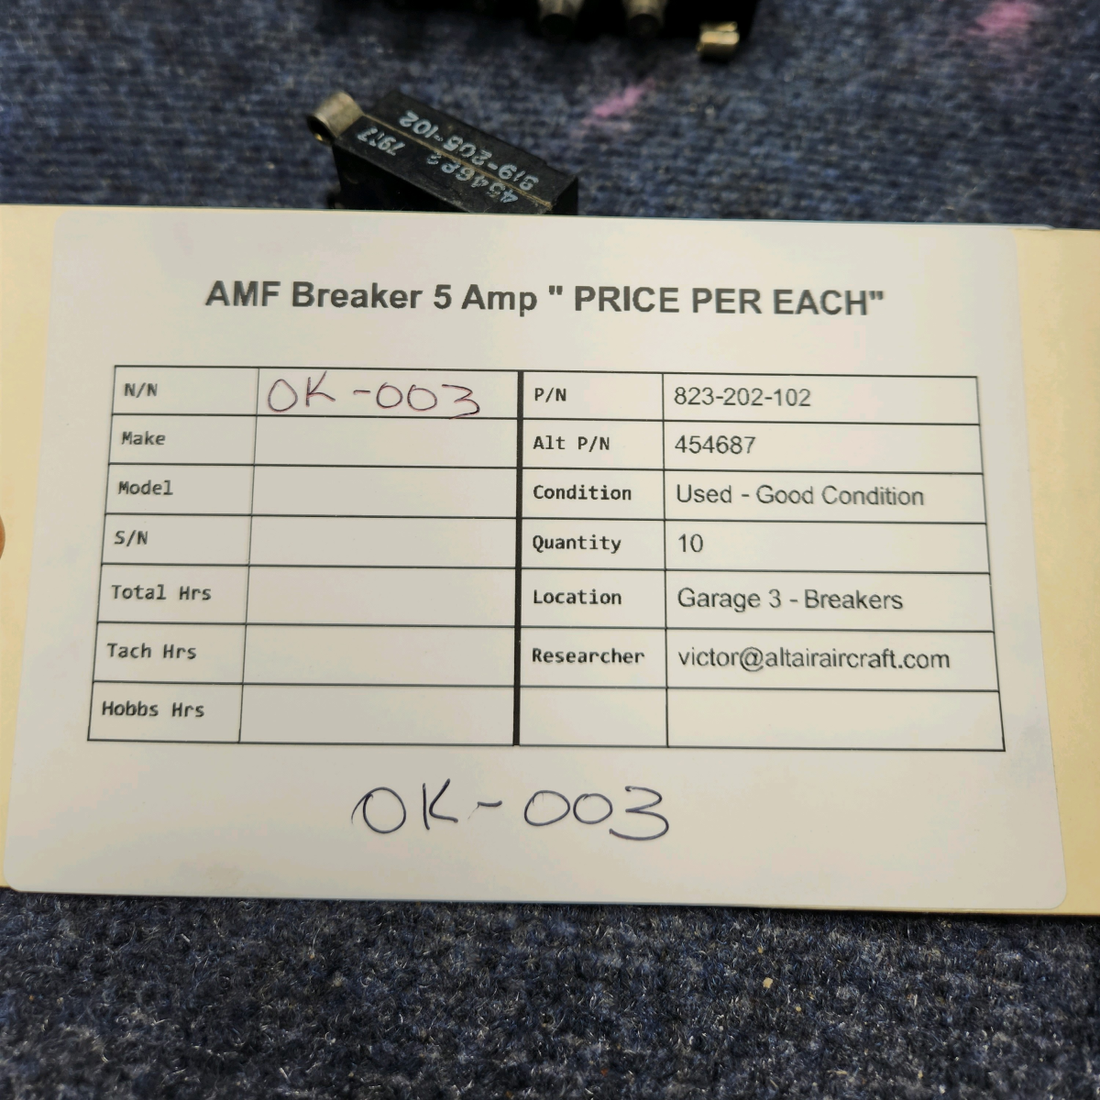 919-205-102
7917
AMF Breaker 5 Amp " PRICE PER EACH"
N/N OK-003 P/N 823-202-102
Make Alt P/N 454687
Model Condition Used - Good Condition
S/N Quantity 10
Total Hrs Location Garage 3 - Breakers
Tach Hrs Researcher victor@altairaircraft.com
Hobbs Hrs
OK-003